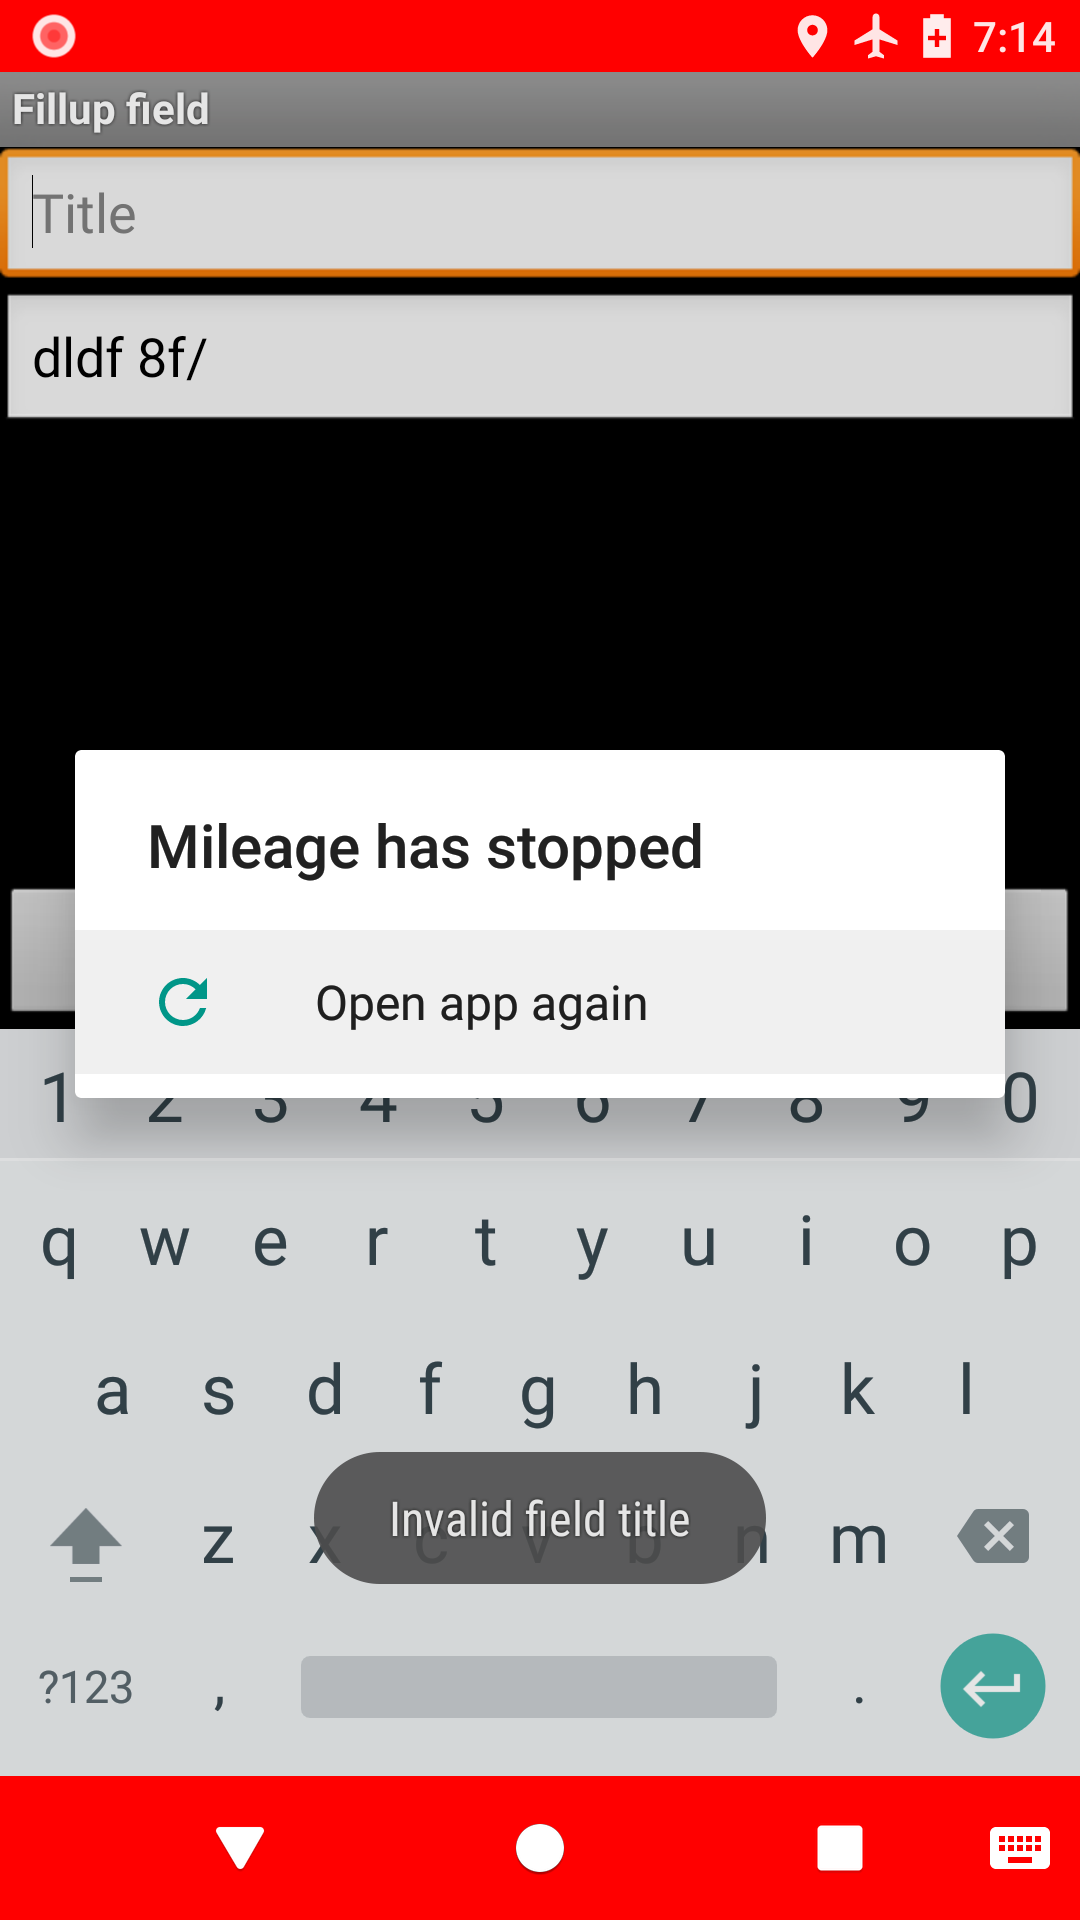 7:14
Fillup field
Title
dldf 8f/
Mileage has stopped
Open app again
1 2 3 4 5 6 7 8 9 0
q w e r t y u i o p
a s d f g h j k l
z x c v b n m
Invalid field title
?123 , .